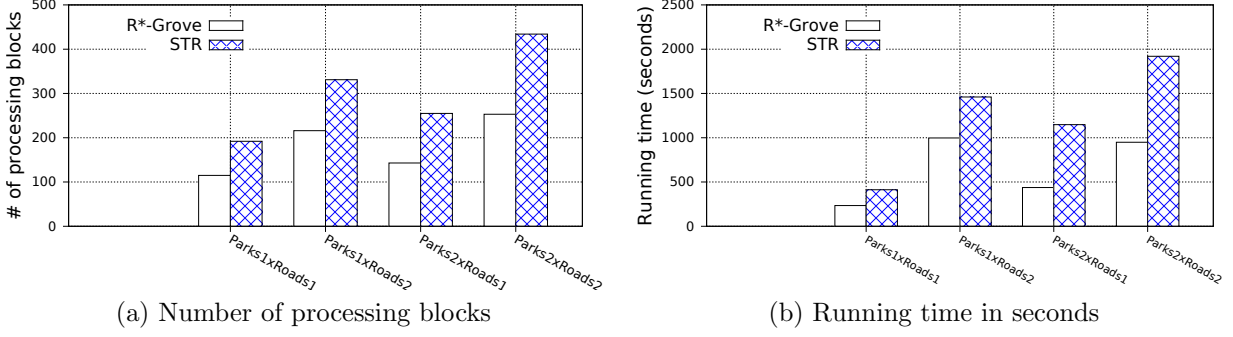 # of processing blocks
500
400
300
200
100
0
R*-Grove
STR
Parks1xRoads1
Parks1xRoads2
Parks2xRoads1
Parks2xRoads2
(a) Number of processing blocks
Running time (seconds)
2500
2000
1500
1000
500
0
R*-Grove
STR
Parks1xRoads1
Parks1xRoads2
Parks2xRoads1
Parks2xRoads2
(b) Running time in seconds